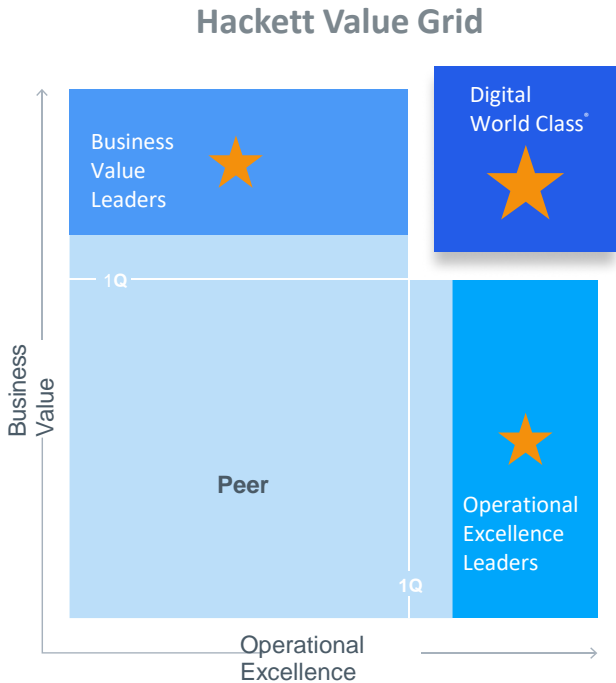 Hackett Value Grid
Digital
World Class®
Business
Value
Leaders
1Q
Business
Value
Peer
Operational
Excellence
Leaders
1Q
Operational
Excellence